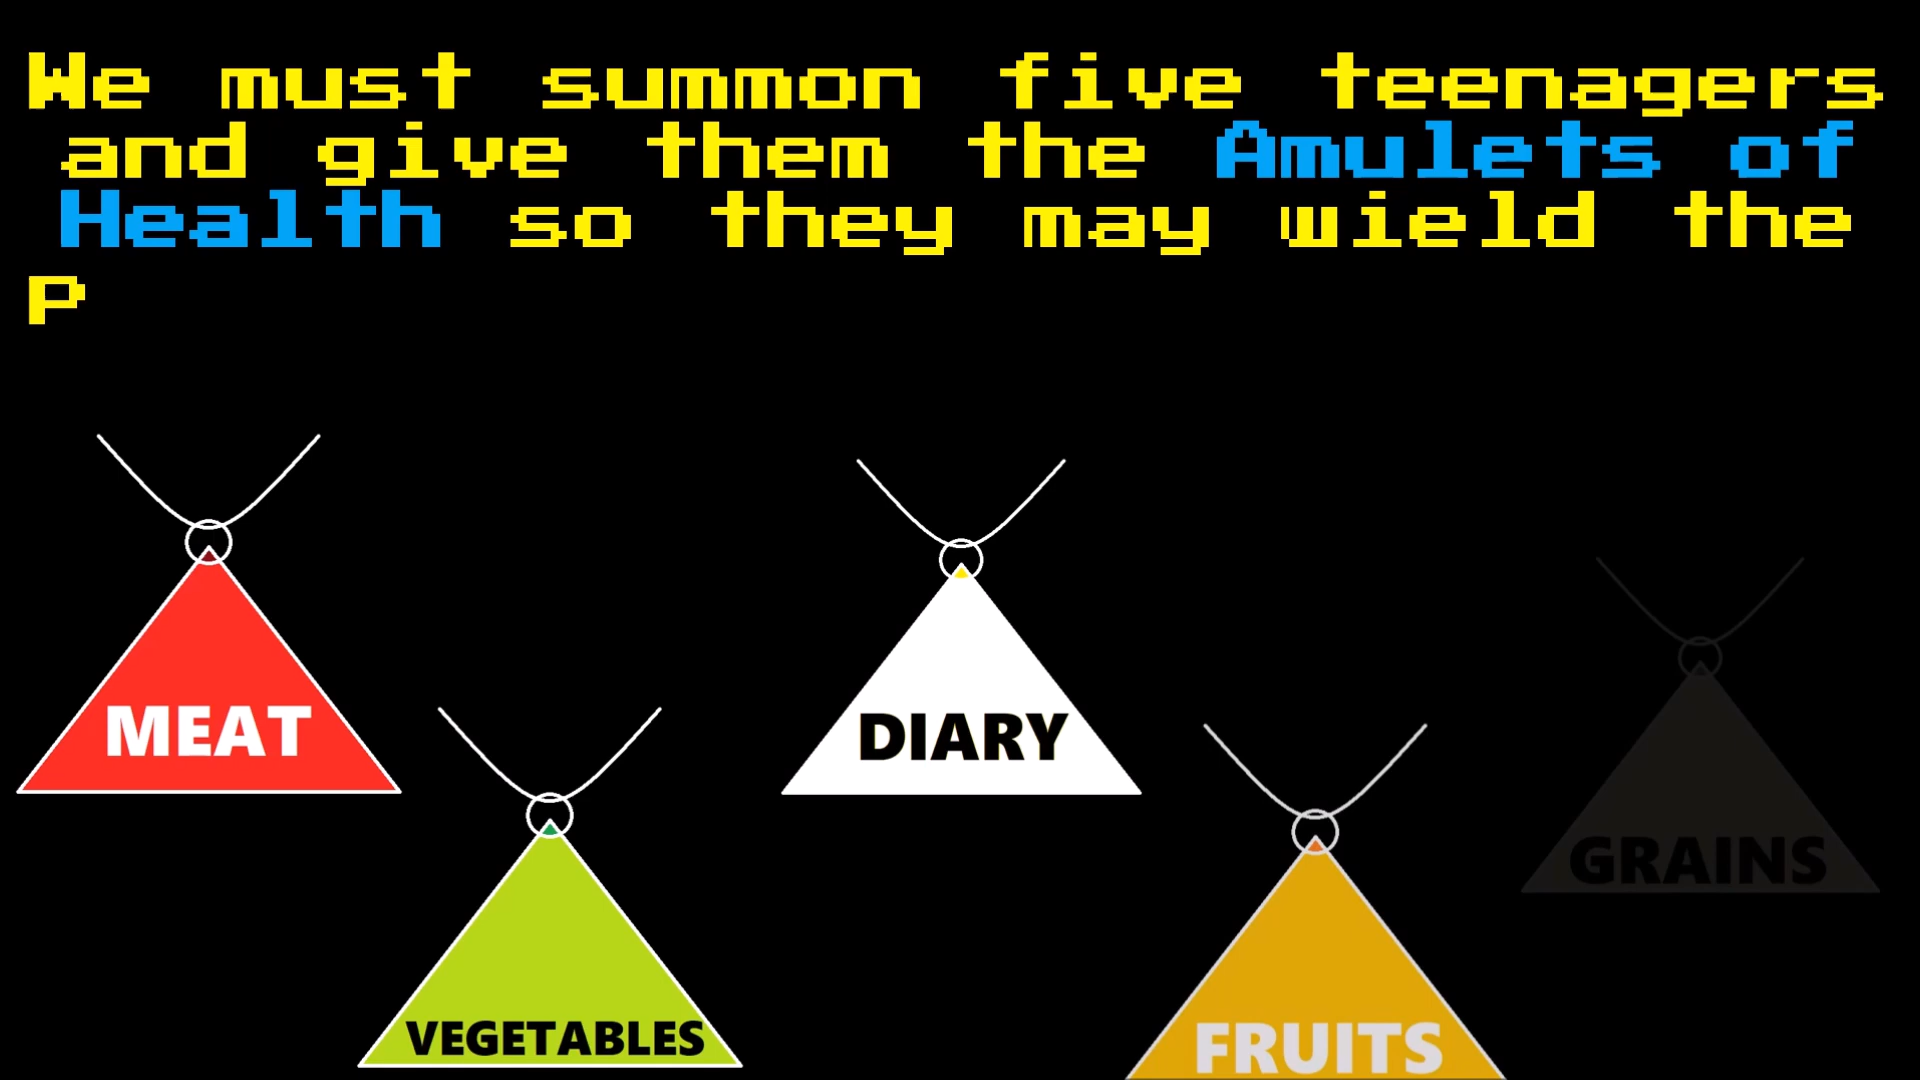 We must summon five teenagers
and give them the Amulets of
Health so they may wield the
P
MEAT
DIARY
GRAINS
VEGETABLES
FRUITS